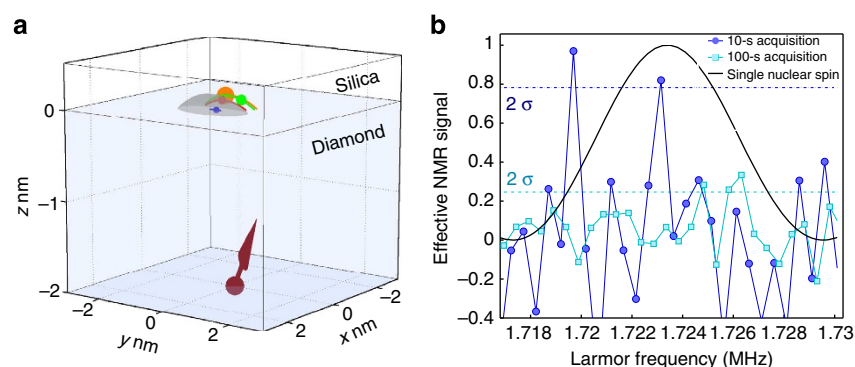 a
Silica
Diamond
z nm
0
−1
−2
−2
0
2
y nm
2
0
−2
x nm
b
Effective NMR signal
1
0.8
0.6
0.4
0.2
0
−0.2
−0.4
10-s acquisition
100-s acquisition
Single nuclear spin
2 σ
2 σ
1.718
1.72
1.722
1.724
1.726
1.728
1.73
Larmor frequency (MHz)